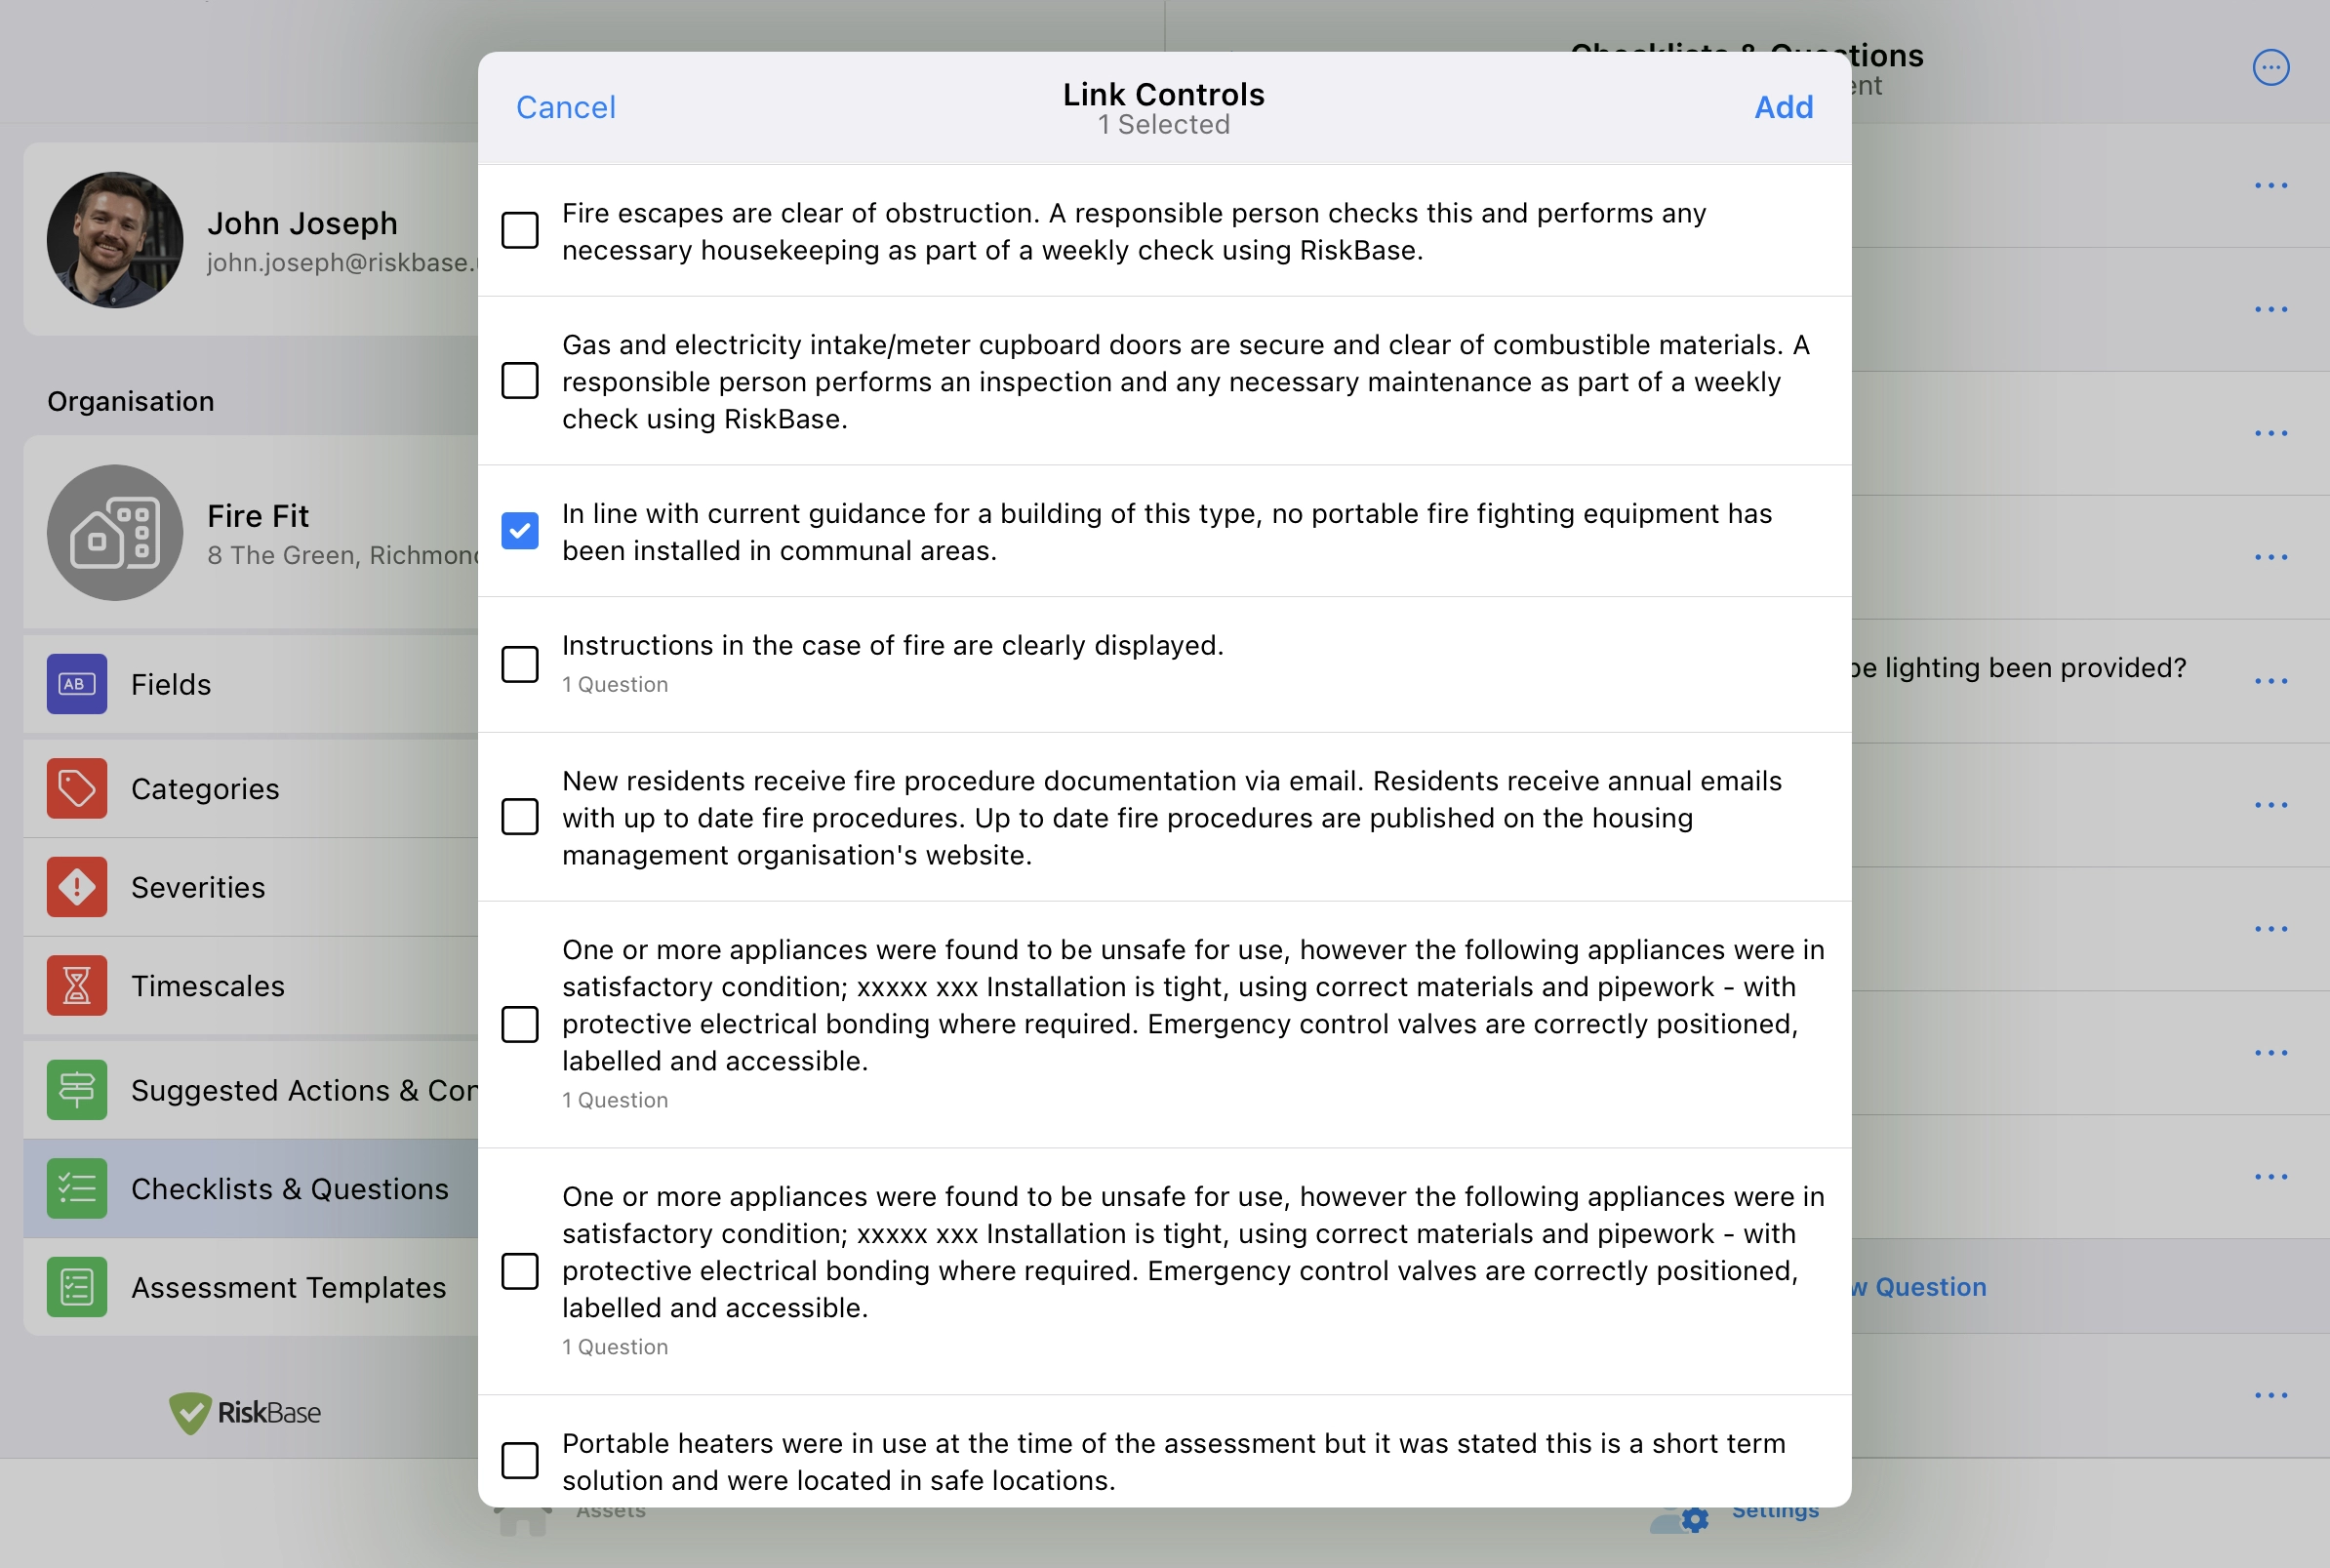 Checklists & Questions
Cancel
Link Controls
1 Selected
Add
John Joseph
john.joseph@riskbase.
Organisation
Fire Fit
8 The Green, Richmond
AB
Fields
Categories
Severities
Timescales
Suggested Actions & Con
Checklists & Questions
Assessment Templates
RiskBase
Fire escapes are clear of obstruction. A responsible person checks this and performs any
necessary housekeeping as part of a weekly check using RiskBase.
Gas and electricity intake/meter cupboard doors are secure and clear of combustible materials. A
responsible person performs an inspection and any necessary maintenance as part of a weekly
check using RiskBase.
In line with current guidance for a building of this type, no portable fire fighting equipment has
been installed in communal areas.
Instructions in the case of fire are clearly displayed.
1 Question
New residents receive fire procedure documentation via email. Residents receive annual emails
with up to date fire procedures. Up to date fire procedures are published on the housing
management organisation's website.
One or more appliances were found to be unsafe for use, however the following appliances were in
satisfactory condition; xxxxx xxx Installation is tight, using correct materials and pipework - with
protective electrical bonding where required. Emergency control valves are correctly positioned,
labelled and accessible.
1 Question
One or more appliances were found to be unsafe for use, however the following appliances were in
satisfactory condition; xxxxx xxx Installation is tight, using correct materials and pipework - with
protective electrical bonding where required. Emergency control valves are correctly positioned,
labelled and accessible.
1 Question
Portable heaters were in use at the time of the assessment but it was stated this is a short term
solution and were located in safe locations.
lighting been provided?
Question
Assets
Settings